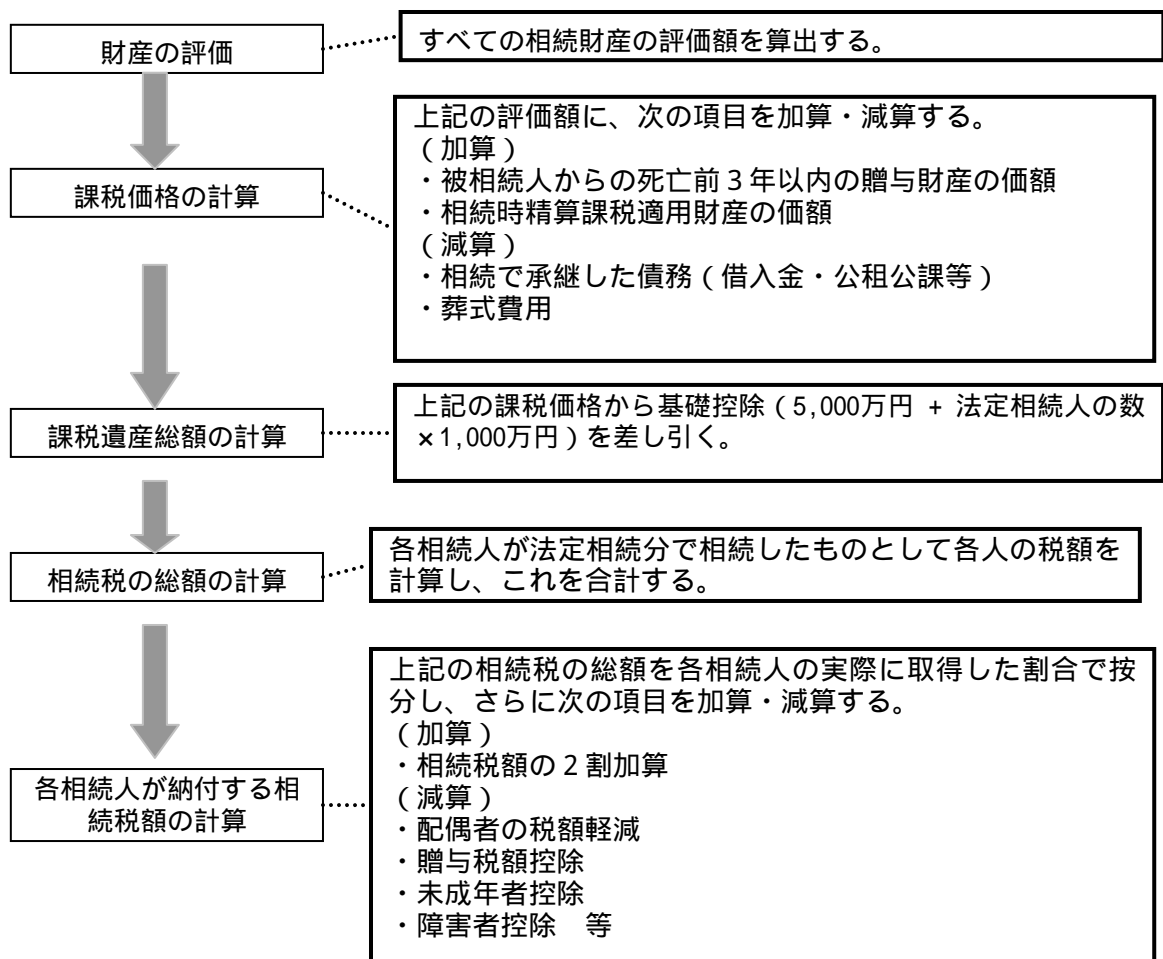 財産の評価
すべての相続財産の評価額を算出する。
課税価格の計算
上記の評価額に、次の項目を加算・減算する。
（加算）
・被相続人からの死亡前３年以内の贈与財産の価額
・相続時精算課税適用財産の価額
（減算）
・相続で承継した債務（借入金・公租公課等）
・葬式費用
課税遺産総額の計算
上記の課税価格から基礎控除（5,000万円 + 法定相続人の数
×1,000万円）を差し引く。
相続税の総額の計算
各相続人が法定相続分で相続したものとして各人の税額を
計算し、これを合計する。
各相続人が納付する相
続税額の計算
上記の相続税の総額を各相続人の実際に取得した割合で按
分し、さらに次の項目を加算・減算する。
（加算）
・相続税額の２割加算
（減算）
・配偶者の税額軽減
・贈与税額控除
・未成年者控除
・障害者控除　等